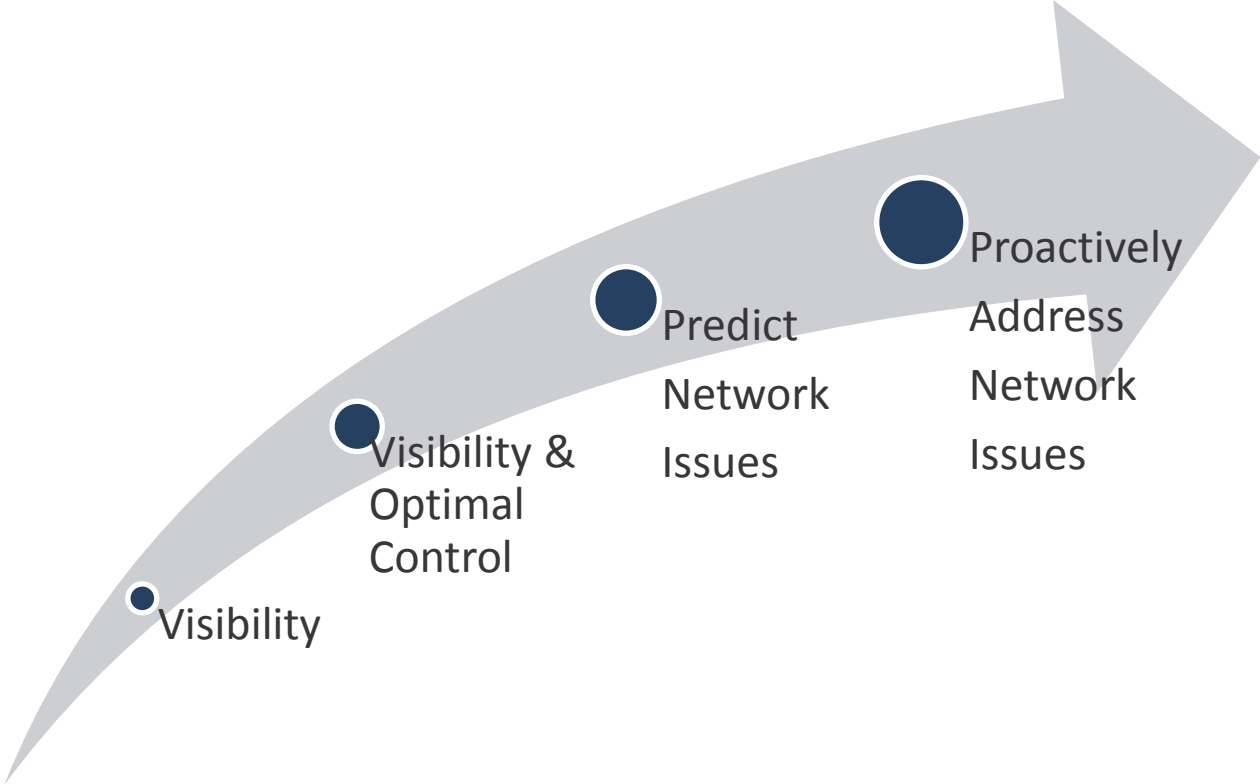 Visibility
Visibility &
Optimal
Control
Predict
Network
Issues
Proactively
Address
Network
Issues